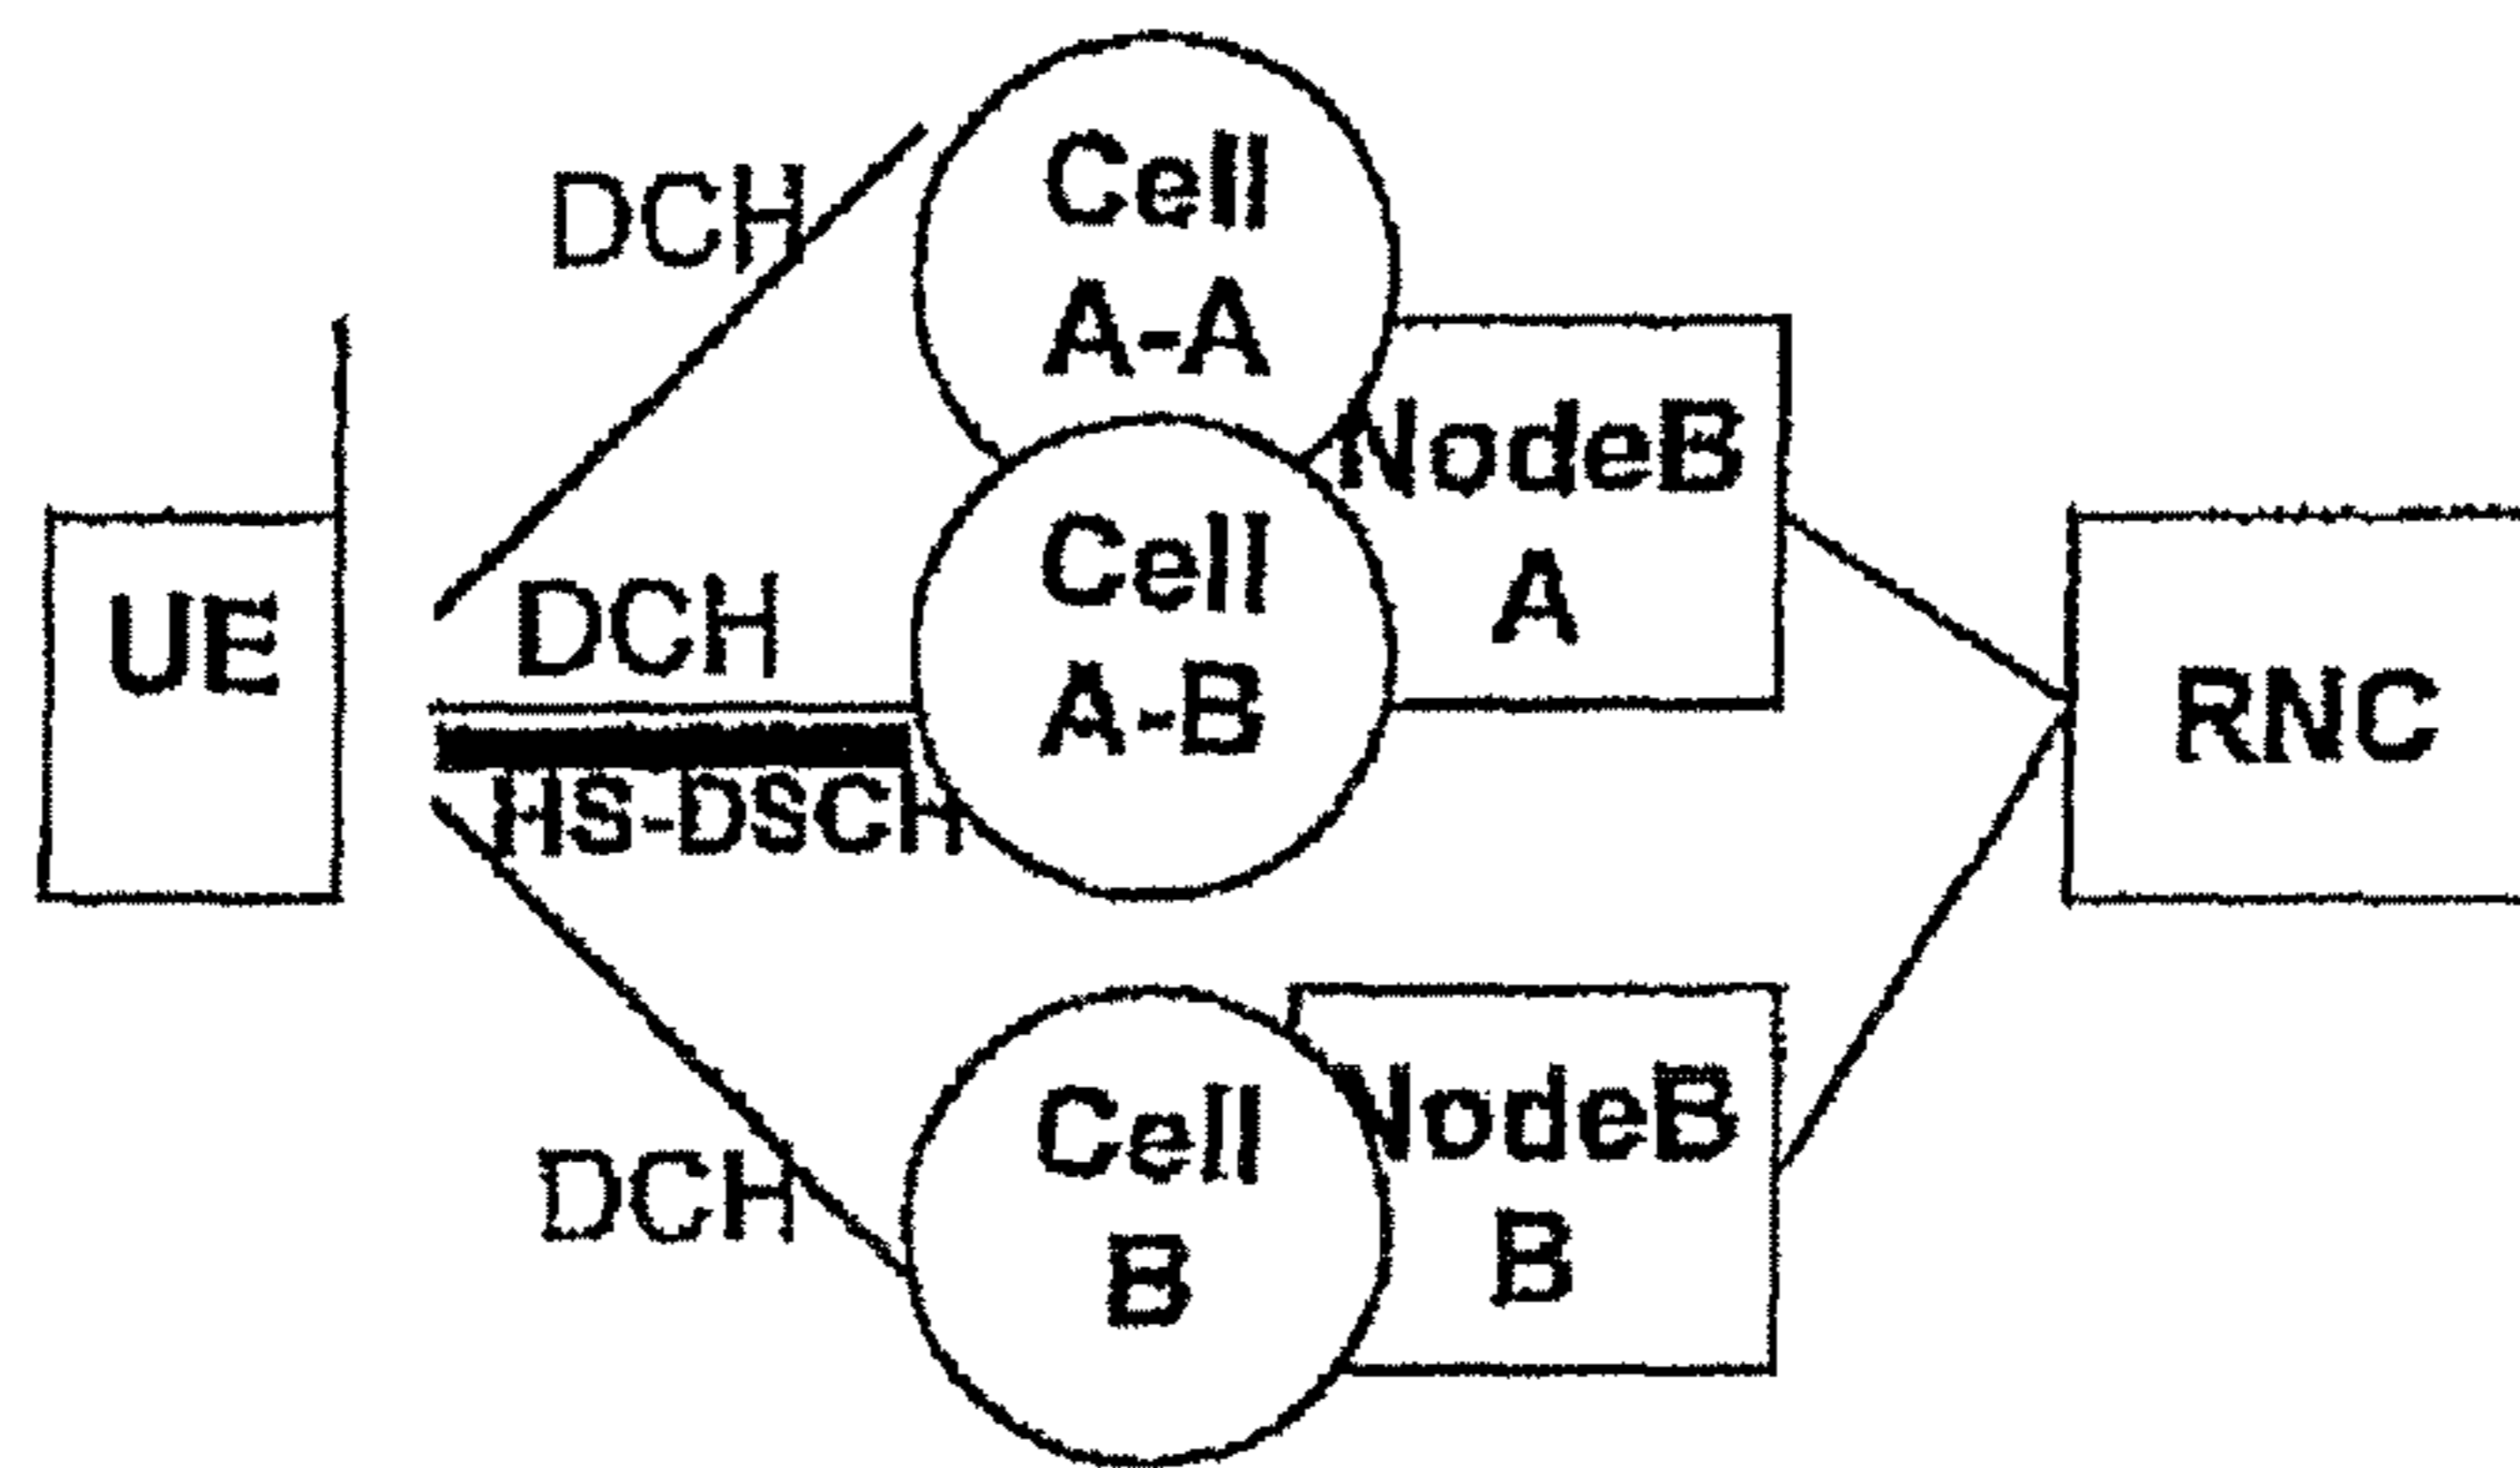 DCH
Cell
A-A
NodeB
A
UE
DCH
Cell
A-B
HS-DSCH
RNC
DCH
Cell
B
NodeB
B